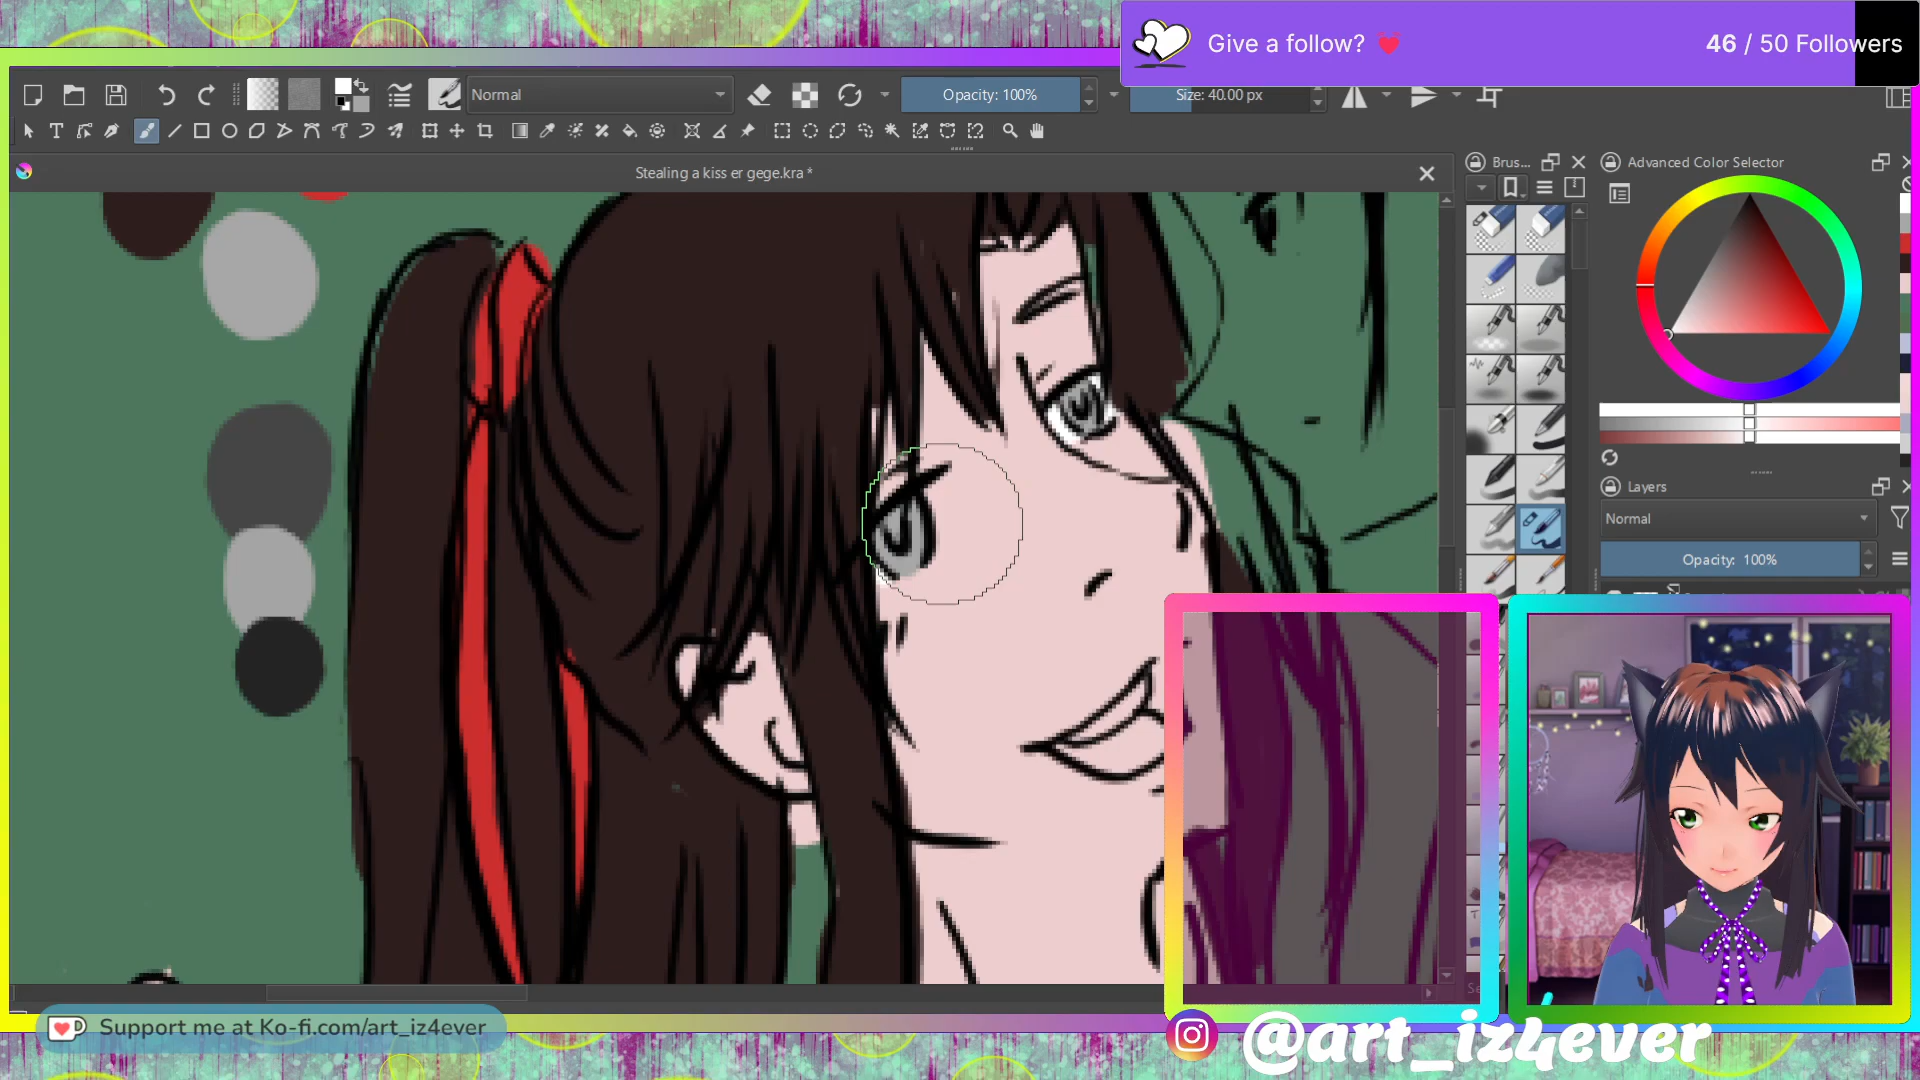 Give a follow?
46 / 50 Followers
Normal
Opacity: 100%
Size: 40.00 px
Stealing a kiss er gege.kra *
Brus...
Advanced Color Selector
Layers
Normal
Opacity: 100%
Support me at Ko-fi.com/art_iz4ever
@art_iz4ever